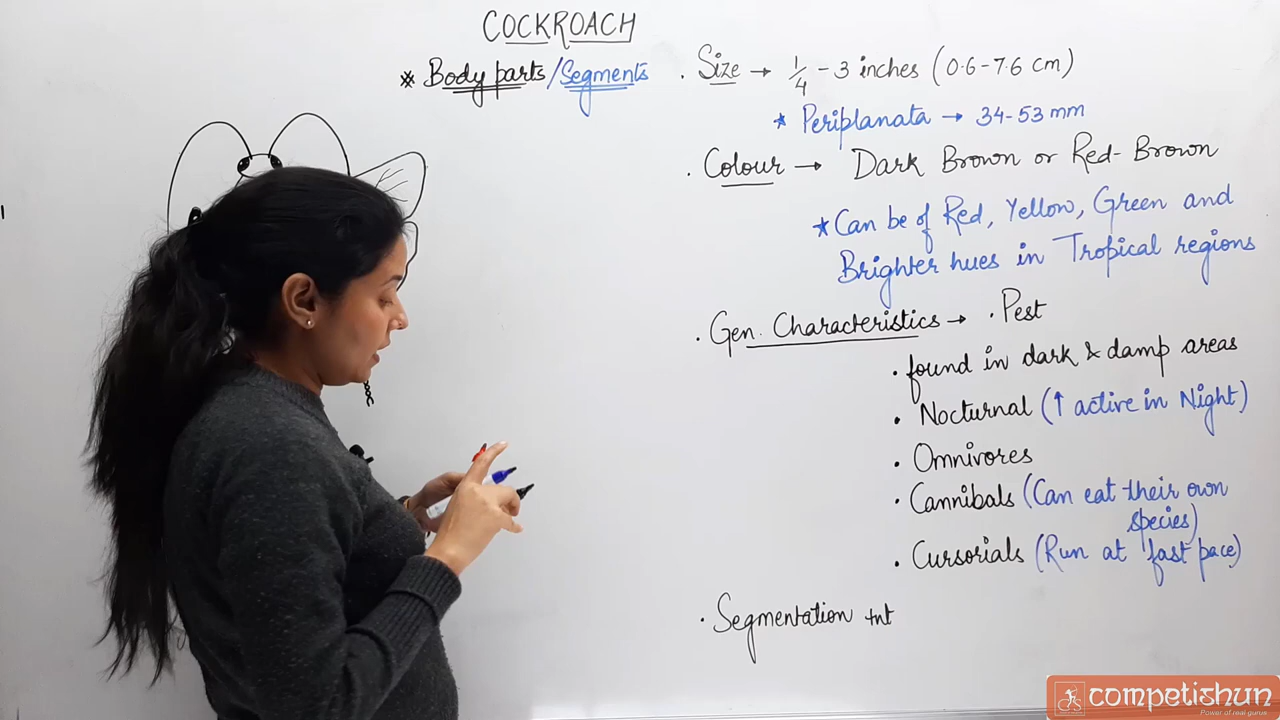 COCKROACH
* Body parts/Segments
. Size → 1/4 - 3 inches (0.6-7.6 cm)
* Periplanata → 34-53 mm
. Colour → Dark Brown or Red-Brown
* Can be of Red, Yellow, Green and
Brighter hues in Tropical regions
. Gen. Characteristics → . Pest
. found in dark & damp areas
. Nocturnal (↑ active in Night)
. Omnivores
. Cannibals (Can eat their own
species)
. Cursorials (Run at fast pace)
. Segmentation +nt
competishun
Power of real gurus